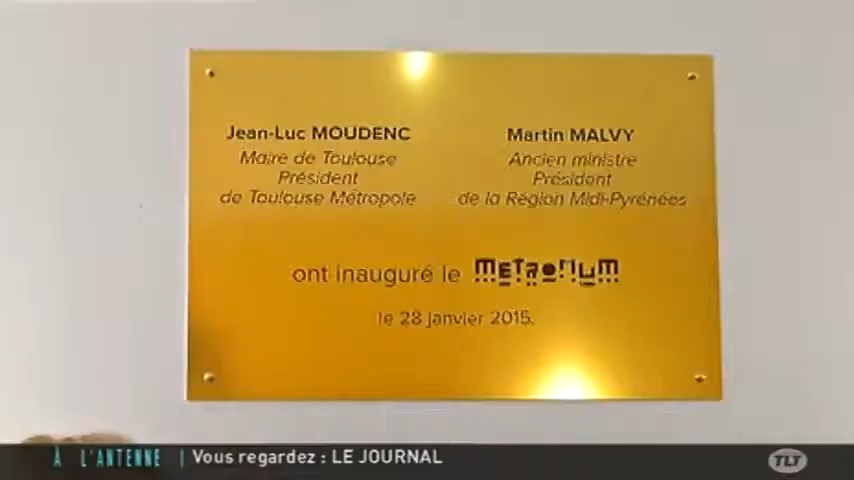 Jean-Luc MOUDENC
Maire de Toulouse
Président
de Toulouse Métropole
Martin MALVY
Ancien ministre
Président
de la Région Midi-Pyrénées
ont inauguré le METRONUM
le 28 janvier 2015.
À L'ANTENNE | Vous regardez : LE JOURNAL
TLT